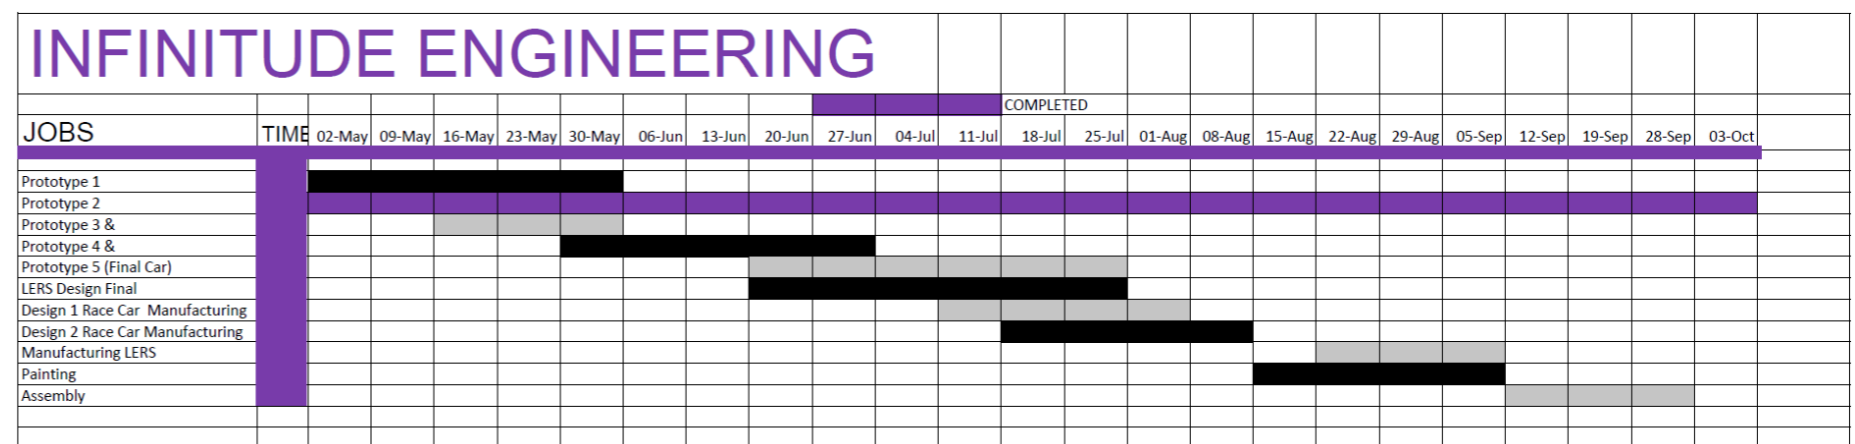 INFINITUDE ENGINEERING
COMPLETED
JOBS TIME 02-May 09-May 16-May 23-May 30-May 06-Jun 13-Jun 20-Jun 27-Jun 04-Jul 11-Jul 18-Jul 25-Jul 01-Aug 08-Aug 15-Aug 22-Aug 29-Aug 05-Sep 12-Sep 19-Sep 28-Sep 03-Oct
Prototype 1
Prototype 2
Prototype 3 &
Prototype 4 &
Prototype 5 (Final Car)
LERS Design Final
Design 1 Race Car Manufacturing
Design 2 Race Car Manufacturing
Manufacturing LERS
Painting
Assembly